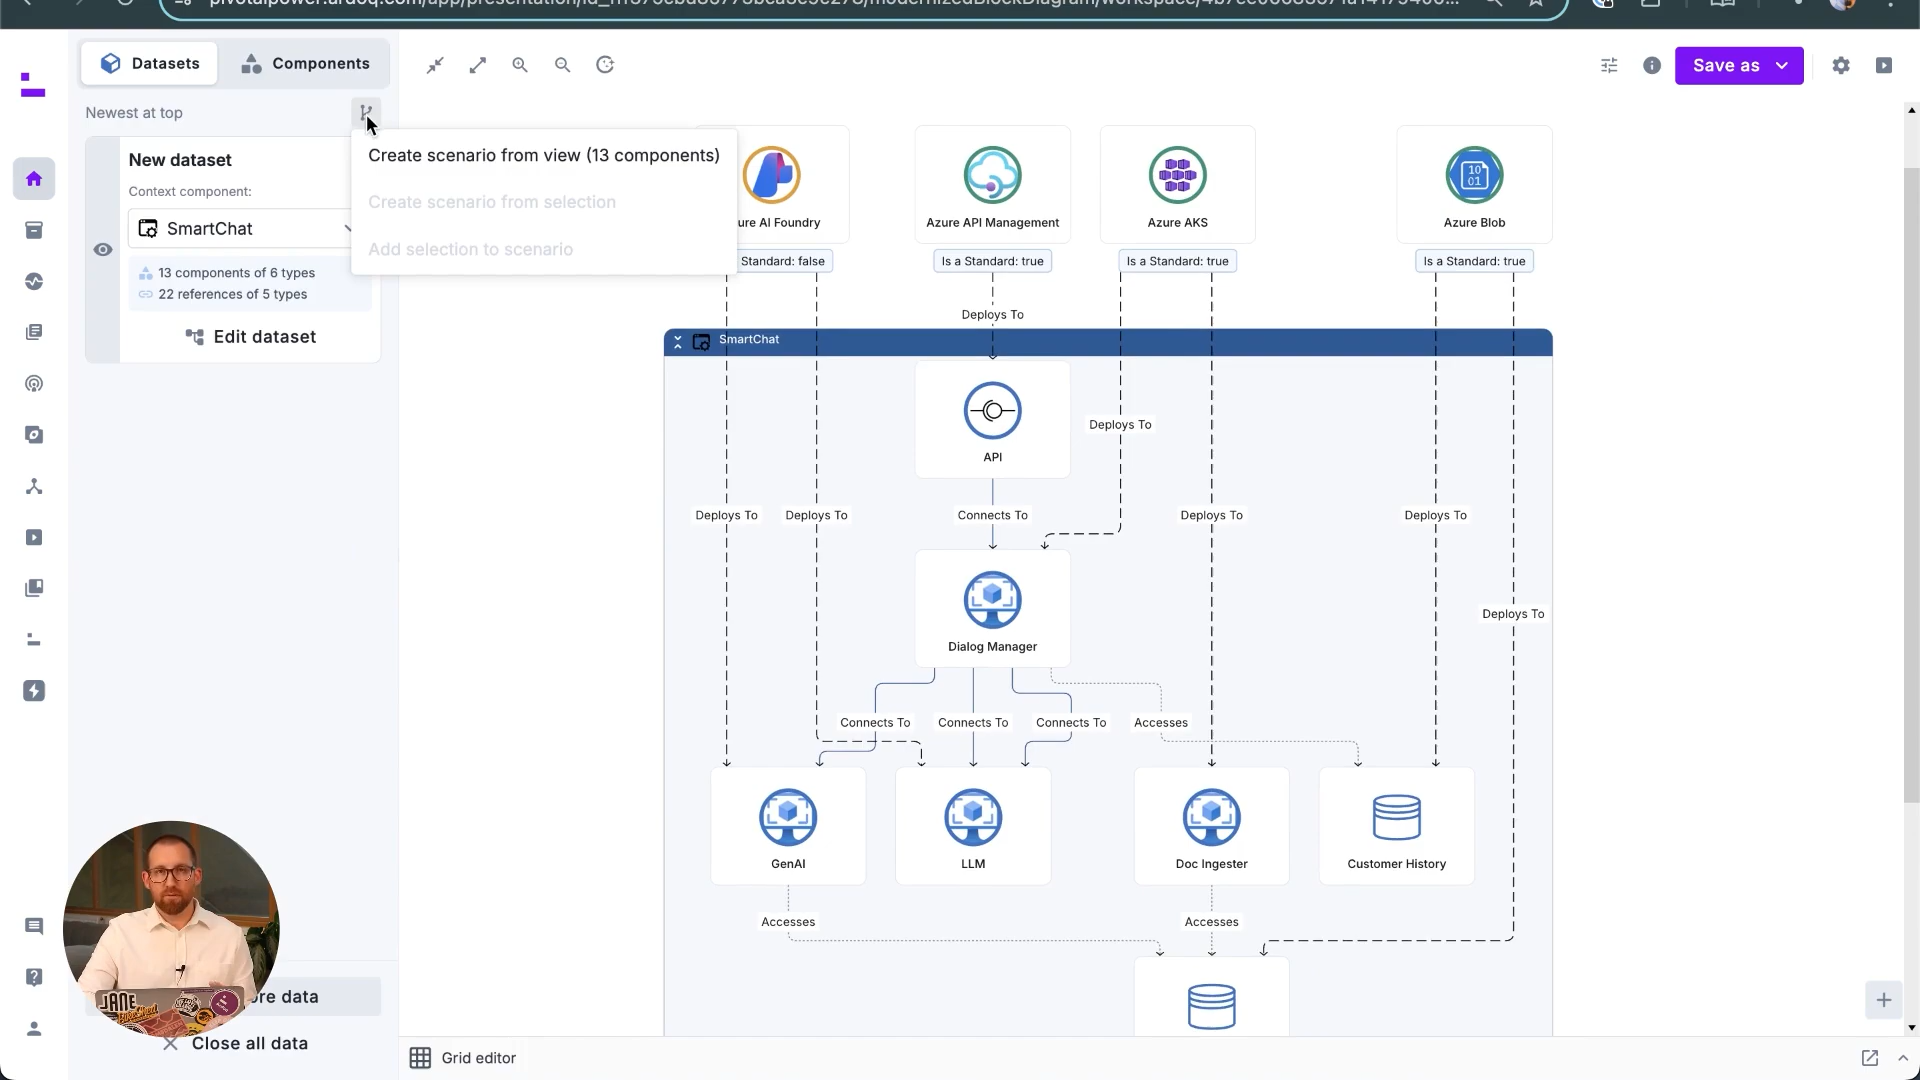 Datasets
Components
Save as
Newest at top
Create scenario from view (13 components)
Create scenario from selection
Add selection to scenario
New dataset
Context component:
SmartChat
13 components of 6 types
22 references of 5 types
Edit dataset
ure AI Foundry
Azure API Management
Azure AKS
Azure Blob
Standard: false
Is a Standard: true
Is a Standard: true
Is a Standard: true
Deploys To
SmartChat
API
Deploys To
Deploys To
Deploys To
Connects To
Deploys To
Deploys To
Dialog Manager
Deploys To
Connects To
Connects To
Connects To
Accesses
GenAI
LLM
Doc Ingester
Customer History
Accesses
Accesses
JANE
ore data
Close all data
Grid editor